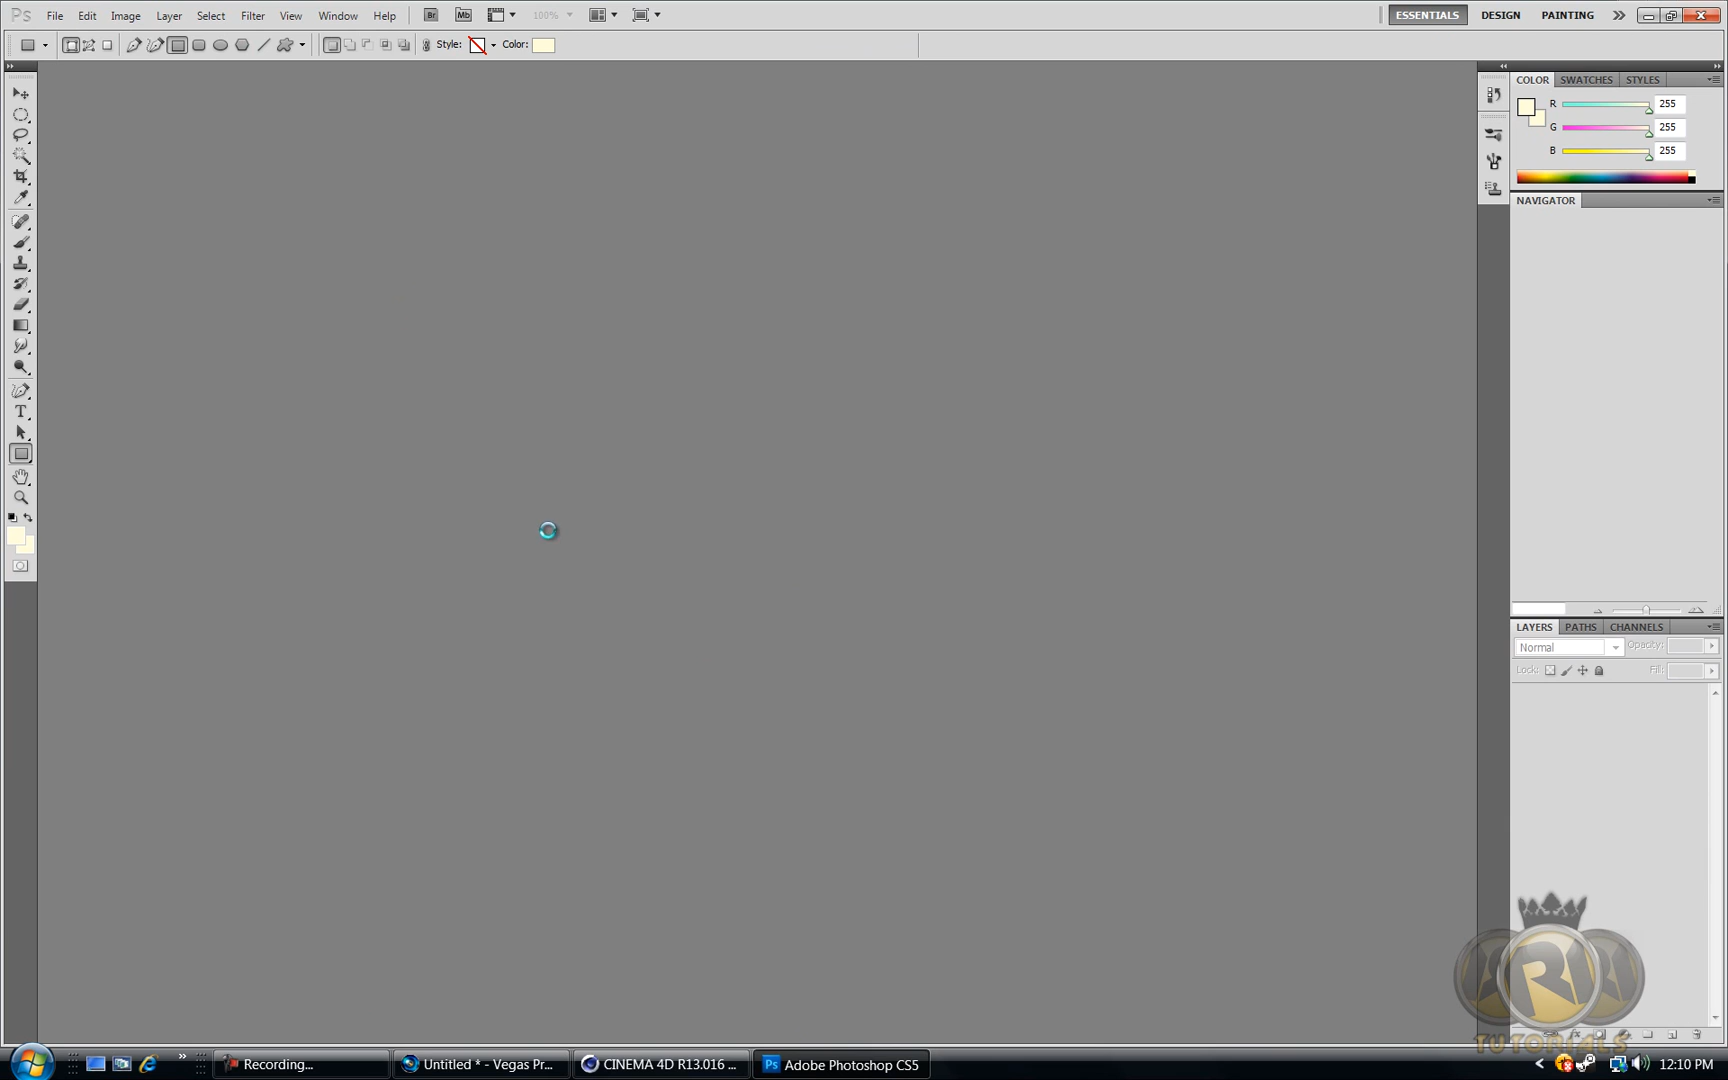 Ps File Edit Image Layer Select Filter View Window Help Br Mb 100% ESSENTIALS DESIGN PAINTING
Style: Color:
COLOR SWATCHES STYLES
R 255
G 255
B 255
NAVIGATOR
T
LAYERS PATHS CHANNELS
Normal Opacity:
Lock: Fill:
R
TUTORIALS
Recording... Untitled * - Vegas Pr... CINEMA 4D R13.016 ... Ps Adobe Photoshop CS5 12:10 PM